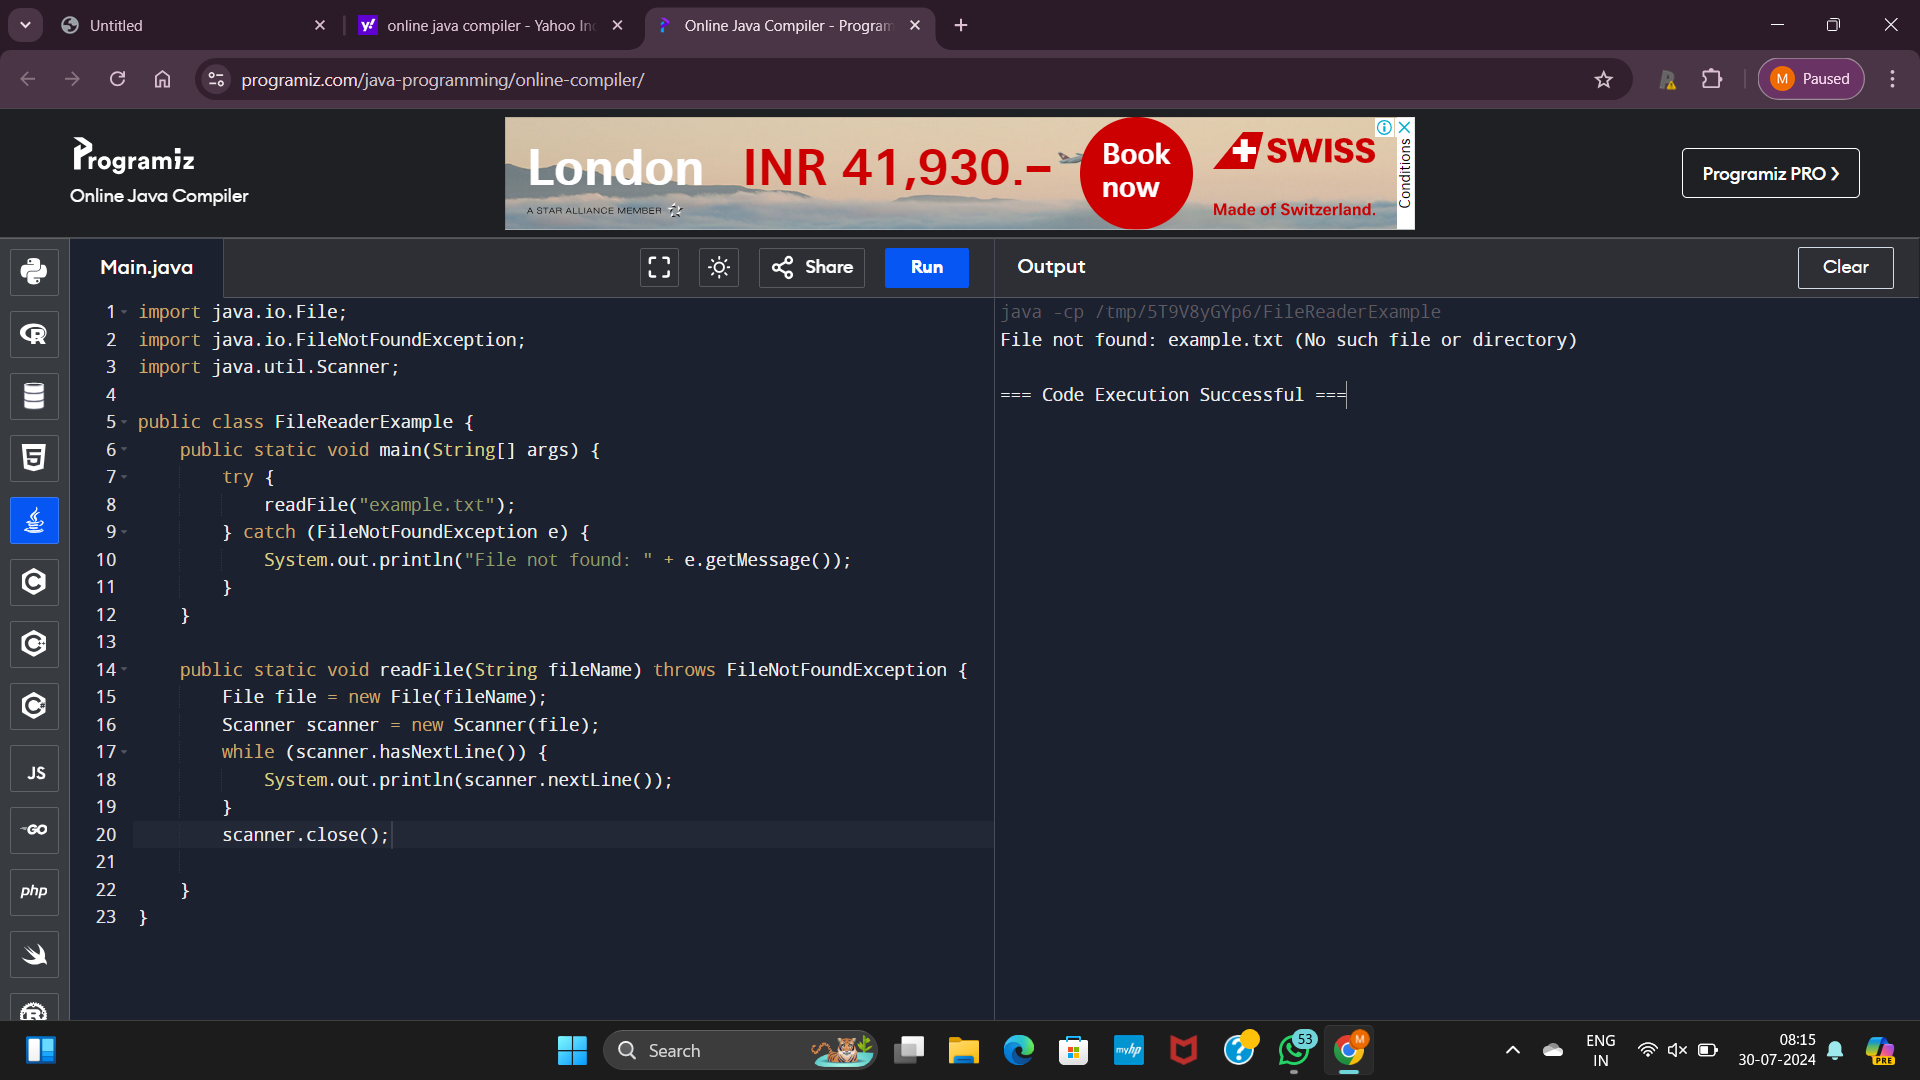 Untitled
online java compiler - Yahoo In
Online Java Compiler - Program
programiz.com/java-programming/online-compiler/
M Paused
Programiz
Online Java Compiler
London INR 41,930.–
A STAR ALLIANCE MEMBER
Book
now
SWISS
Made of Switzerland.
Conditions
Programiz PRO >
Main.java
Share
Run
Output
Clear
1 import java.io.File;
2 import java.io.FileNotFoundException;
3 import java.util.Scanner;
4
5 public class FileReaderExample {
6     public static void main(String[] args) {
7         try {
8             readFile("example.txt");
9         } catch (FileNotFoundException e) {
10             System.out.println("File not found: " + e.getMessage());
11         }
12     }
13
14     public static void readFile(String fileName) throws FileNotFoundException {
15         File file = new File(fileName);
16         Scanner scanner = new Scanner(file);
17         while (scanner.hasNextLine()) {
18             System.out.println(scanner.nextLine());
19         }
20         scanner.close();
21
22     }
23 }
java -cp /tmp/5T9V8yGYp6/FileReaderExample
File not found: example.txt (No such file or directory)
=== Code Execution Successful ===
R
5
C
C
C
JS
GO
php
R
Search
myhp
53
M
ENG
IN
08:15
30-07-2024
PRE